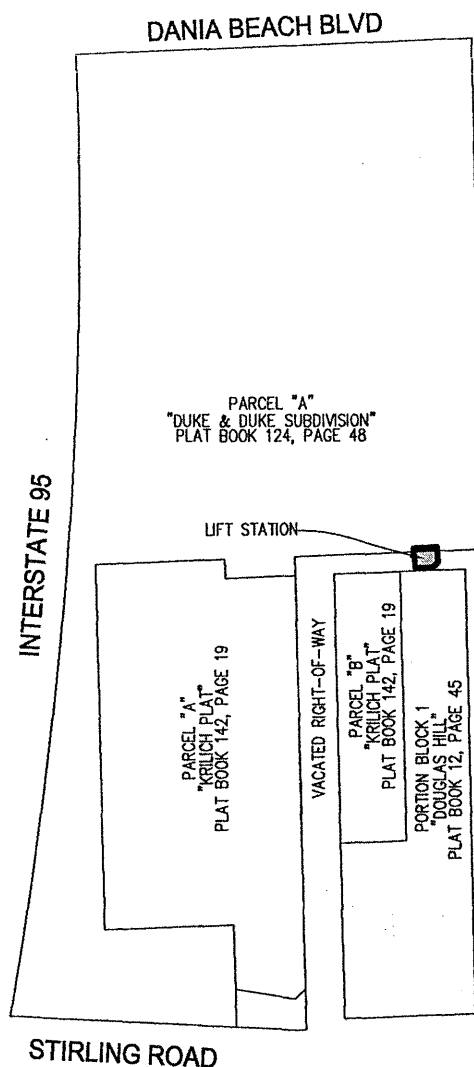 DANIA BEACH BLVD
PARCEL "A"
"DUKE & DUKE SUBDIVISION"
PLAT BOOK 124, PAGE 48
INTERSTATE 95
LIFT STATION
PARCEL "A"
"KRILICH PLAT"
PLAT BOOK 142, PAGE 19
VACATED RIGHT-OF-WAY
PARCEL "B"
"KRILICH PLAT"
PLAT BOOK 142, PAGE 19
PORTION BLOCK 1
"DOUGLAS HILL"
PLAT BOOK 12, PAGE 45
STIRLING ROAD